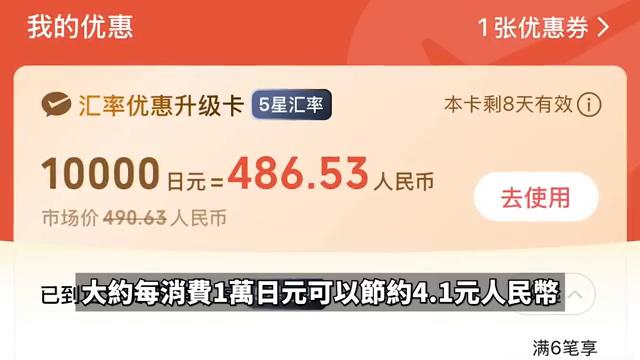 我的优惠
1张优惠券
汇率优惠升级卡 5星汇率
本卡剩8天有效
10000日元=486.53人民币
去使用
市场价 490.63人民币
已到
大約每消費1萬日元可以節約4.1元人民幣
满6笔享